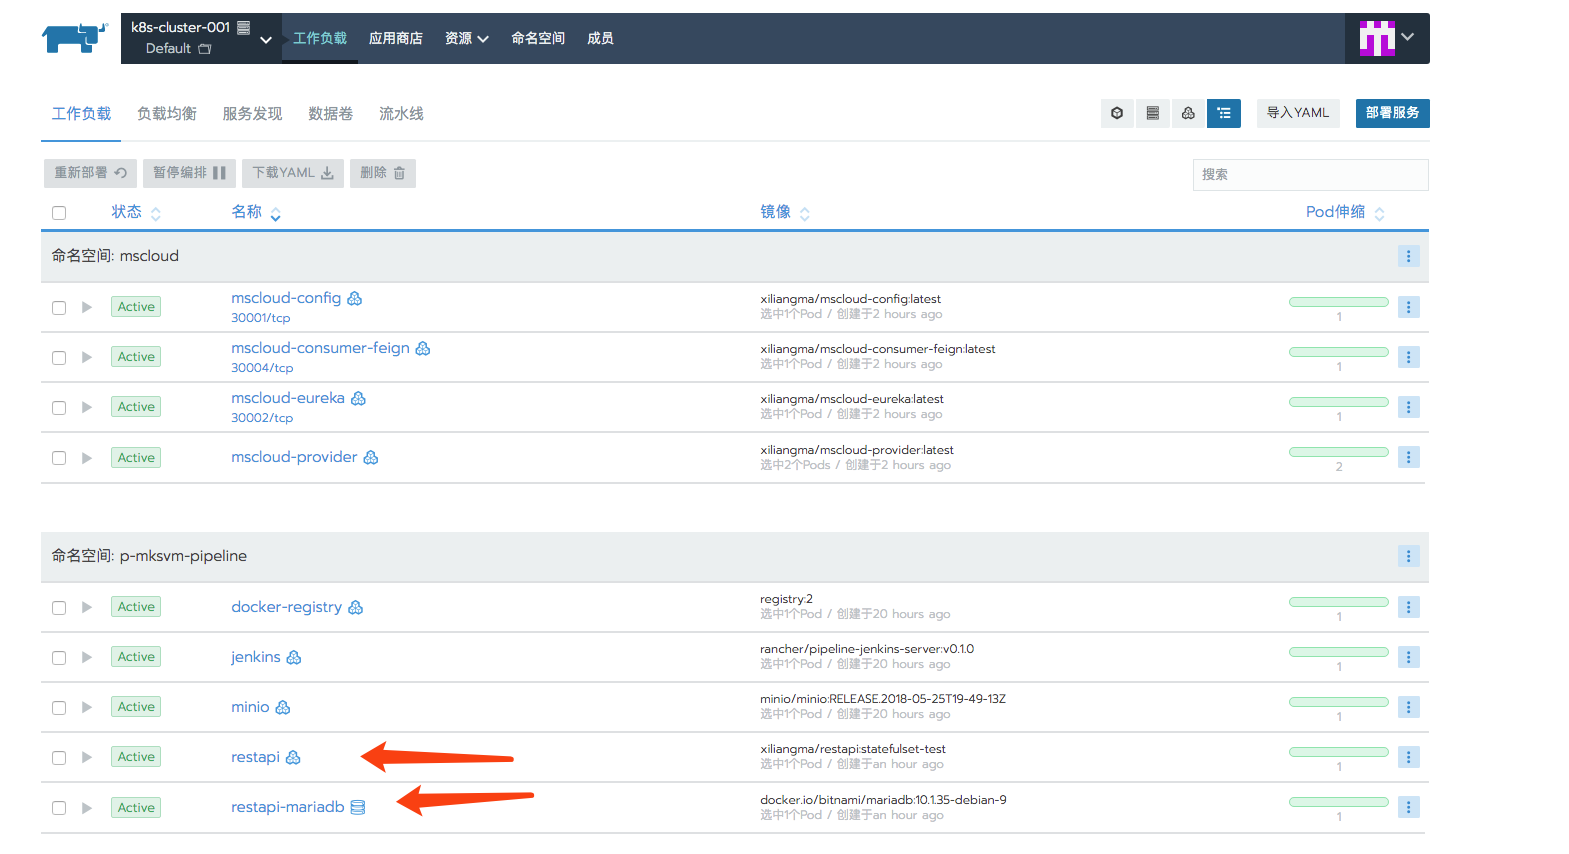 k8s-cluster-001
Default
工作负载 应用商店 资源 命名空间 成员
工作负载 负载均衡 服务发现 数据卷 流水线
导入YAML 部署服务
重新部署 暂停编排 下载YAML 删除
搜索
状态 名称 镜像 Pod伸缩
命名空间: mscloud
Active mscloud-config xiliangma/mscloud-config:latest
30001/tcp 选中1个Pod / 创建于2 hours ago 1
Active mscloud-consumer-feign xiliangma/mscloud-consumer-feign:latest
30004/tcp 选中1个Pod / 创建于2 hours ago 1
Active mscloud-eureka xiliangma/mscloud-eureka:latest
30002/tcp 选中1个Pod / 创建于2 hours ago 1
Active mscloud-provider xiliangma/mscloud-provider:latest
选中2个Pods / 创建于2 hours ago 2
命名空间: p-mksvm-pipeline
Active docker-registry registry:2
选中1个Pod / 创建于20 hours ago 1
Active jenkins rancher/pipeline-jenkins-server:v0.1.0
选中1个Pod / 创建于20 hours ago 1
Active minio minio/minio:RELEASE.2018-05-25T19-49-13Z
选中1个Pod / 创建于20 hours ago 1
Active restapi xiliangma/restapi:statefulset-test
选中1个Pod / 创建于an hour ago 1
Active restapi-mariadb docker.io/bitnami/mariadb:10.1.35-debian-9
选中1个Pod / 创建于an hour ago 1